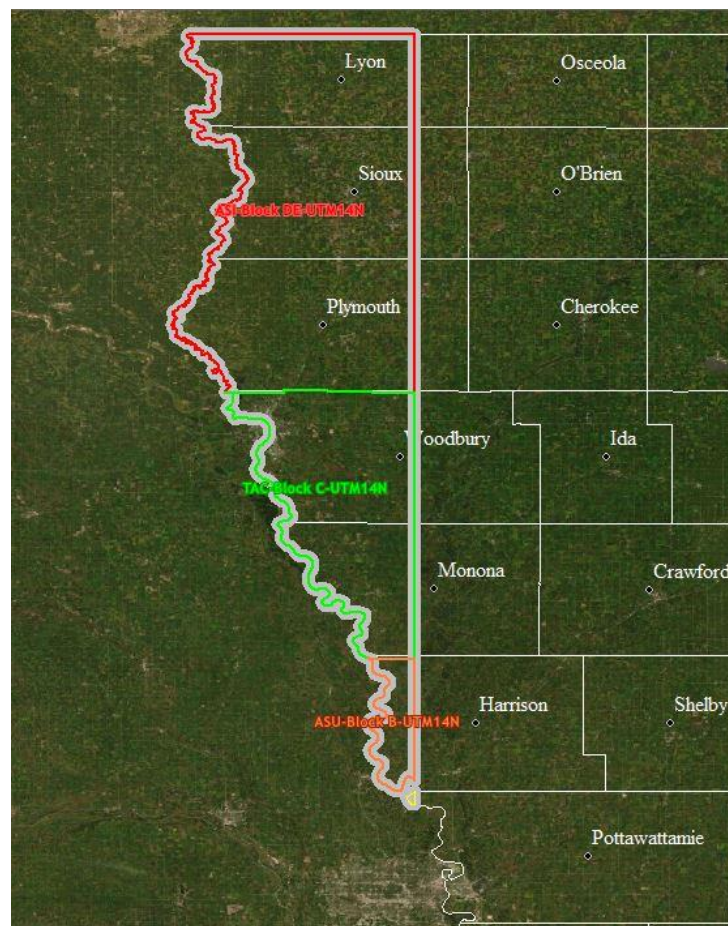 Lyon
Osceola
Sioux
O'Brien
ASI-Block DE-UTM14N
Plymouth
Cherokee
Woodbury
Ida
TAC-Block C-UTM14N
Monona
Crawford
Harrison
Shelby
ASU-Block B-UTM14N
Pottawattamie